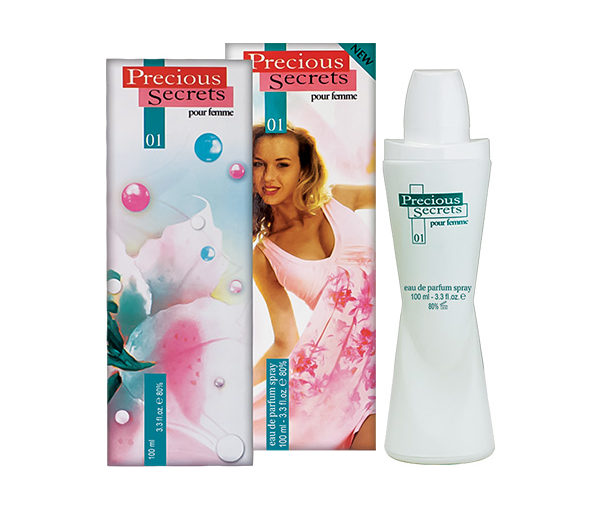 Precious
Secrets
pour femme
01
100 ml
3.3 fl.oz. ℮ 80%
NEW
Precious
Secrets
pour femme
01
eau de parfum spray
100 ml - 3.3 fl.oz. ℮ 80%
Precious
Secrets
pour femme
01
eau de parfum spray
100 ml - 3.3 fl.oz. ℮
80%